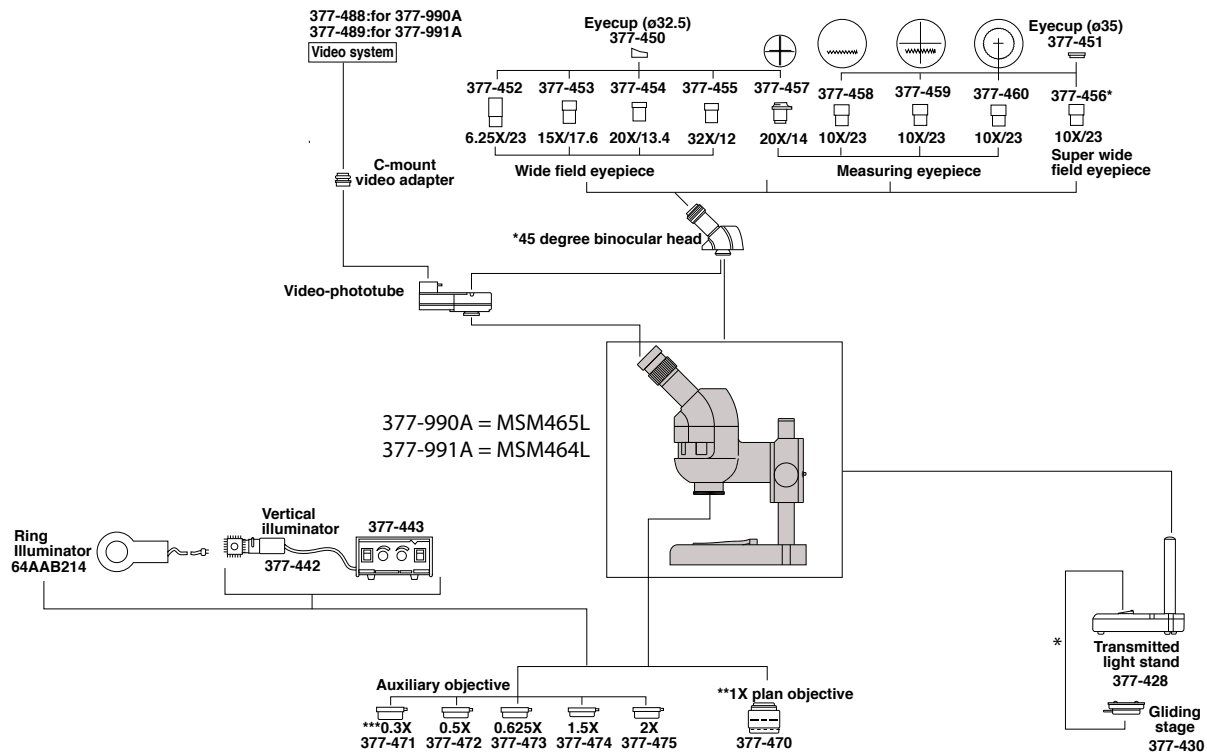 377-488:for 377-990A
377-489:for 377-991A
Video system
Eyecup (ø32.5)
377-450
Eyecup (ø35)
377-451
377-452
377-453
377-454
377-455
377-457
377-458
377-459
377-460
377-456*
6.25X/23
15X/17.6
20X/13.4
32X/12
20X/14
10X/23
10X/23
10X/23
10X/23
C-mount
video adapter
Wide field eyepiece
Measuring eyepiece
Super wide
field eyepiece
*45 degree binocular head
Video-phototube
377-990A = MSM465L
377-991A = MSM464L
Ring
Illuminator
64AAB214
Vertical
illuminator
377-442
377-443
*
Transmitted
light stand
377-428
Gliding
stage
377-430
Auxiliary objective
***0.3X
377-471
0.5X
377-472
0.625X
377-473
1.5X
377-474
2X
377-475
**1X plan objective
377-470